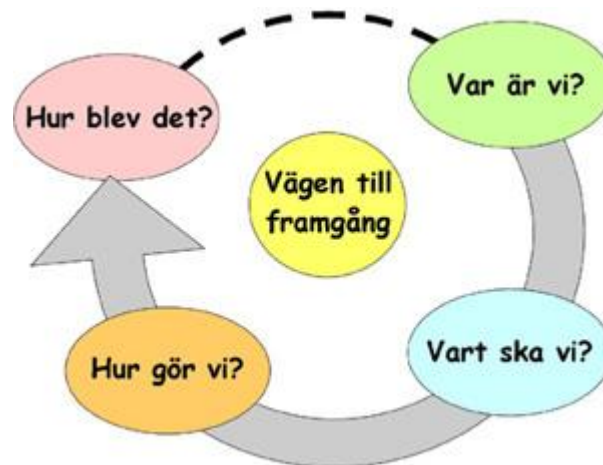 Hur blev det?
Var är vi?
Vägen till
framgång
Hur gör vi?
Vart ska vi?